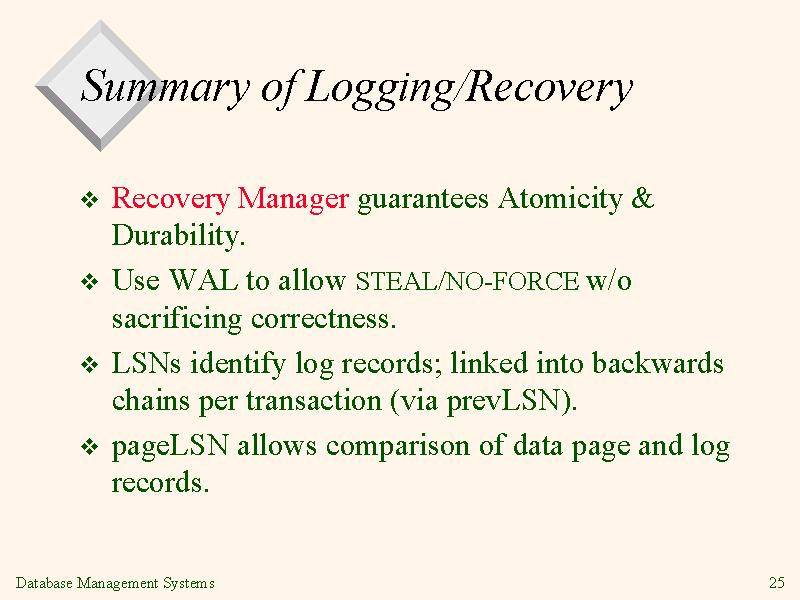 Summary of Logging/Recovery
❖ Recovery Manager guarantees Atomicity &
Durability.
❖ Use WAL to allow STEAL/NO-FORCE w/o
sacrificing correctness.
❖ LSNs identify log records; linked into backwards
chains per transaction (via prevLSN).
❖ pageLSN allows comparison of data page and log
records.
Database Management Systems
25